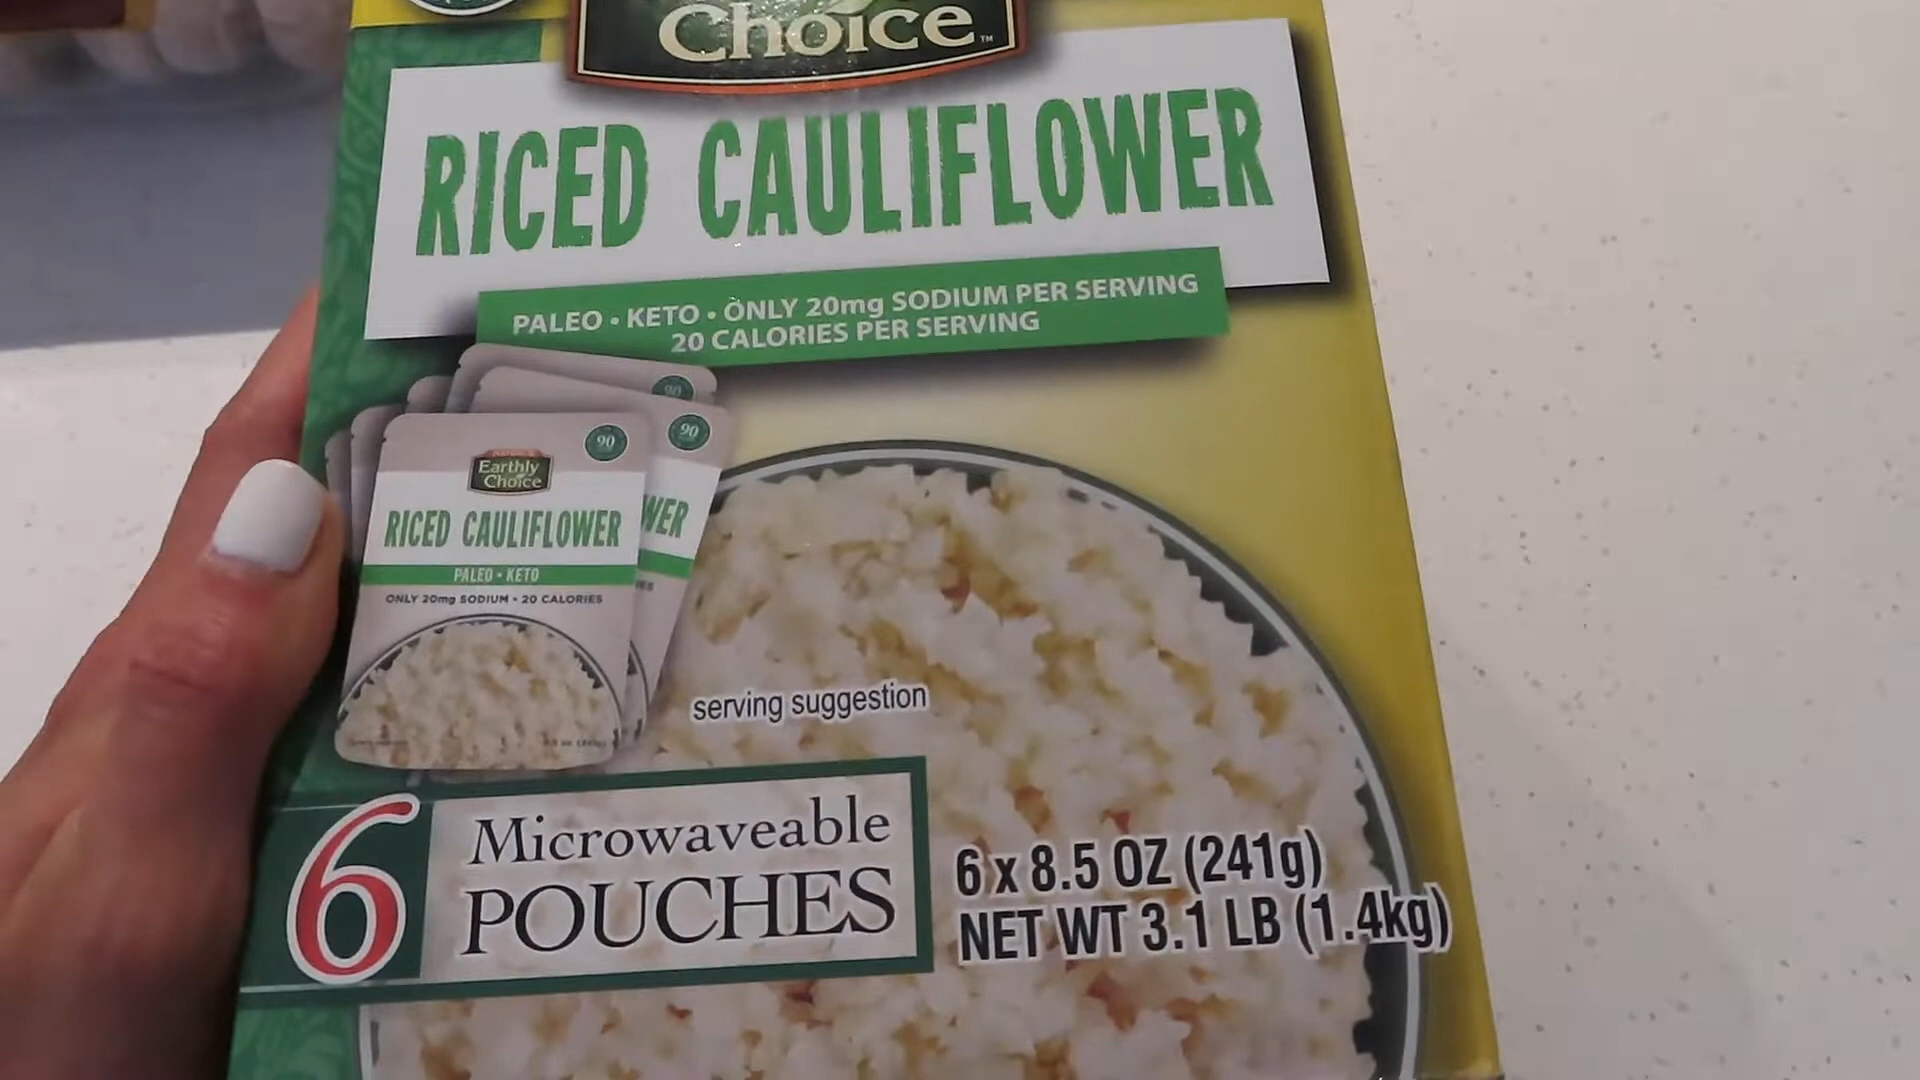 Choice™
RICED CAULIFLOWER
PALEO • KETO • ONLY 20mg SODIUM PER SERVING
20 CALORIES PER SERVING
90
90
90
Earthly
Choice
RICED CAULIFLOWER
WER
PALEO • KETO
ONLY 20mg SODIUM • 20 CALORIES
serving suggestion
6 Microwaveable
POUCHES
6 x 8.5 OZ (241g)
NET WT 3.1 LB (1.4kg)